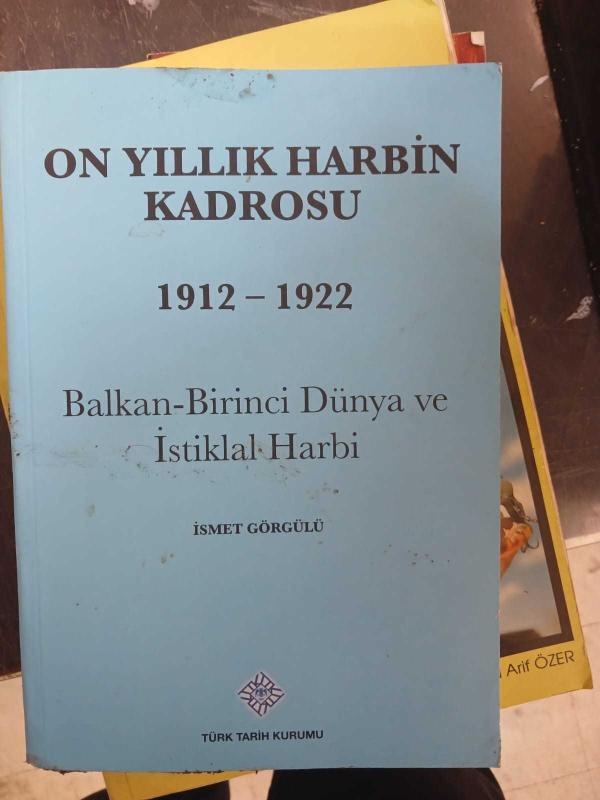 ON YILLIK HARBİN
KADROSU
1912 – 1922
Balkan-Birinci Dünya ve
İstiklal Harbi
İSMET GÖRGÜLÜ
TÜRK TARİH KURUMU
Arif ÖZER